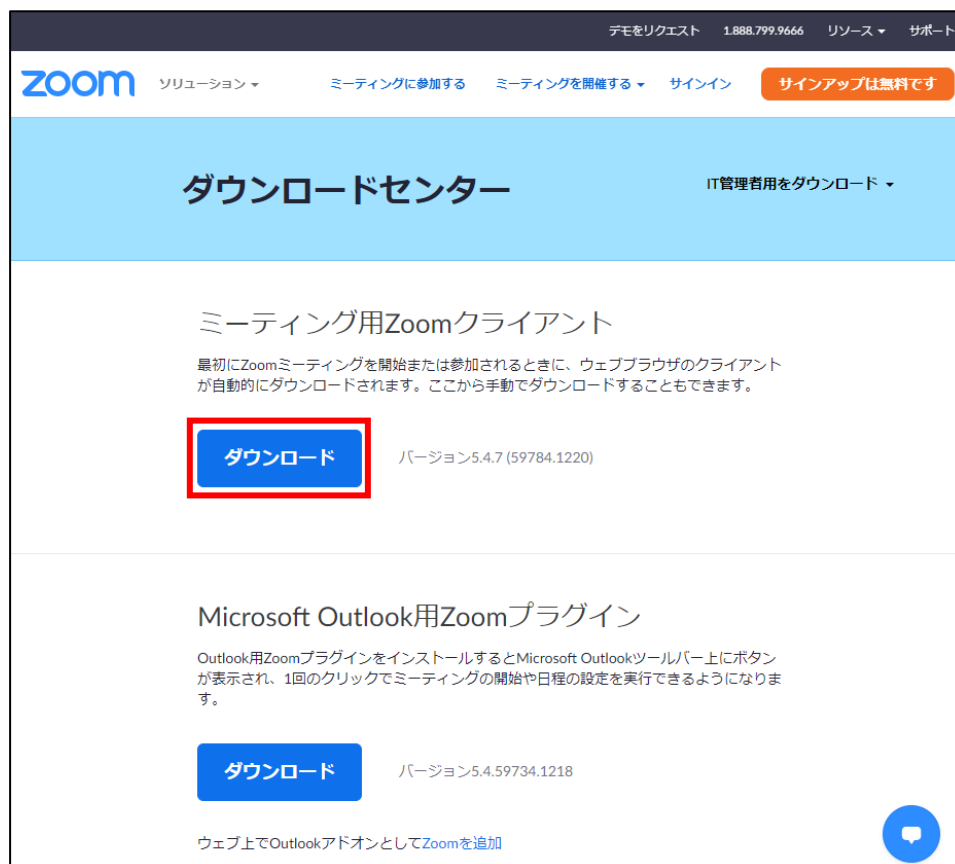 デモをリクエスト 1.888.799.9666 リソース サポート
zoom ソリューション ミーティングに参加する ミーティングを開催する サインイン サインアップは無料です
ダウンロードセンター IT管理者用をダウンロード
ミーティング用Zoomクライアント
最初にZoomミーティングを開始または参加されるときに、ウェブブラウザのクライアント
が自動的にダウンロードされます。ここから手動でダウンロードすることもできます。
ダウンロード バージョン5.4.7 (59784.1220)
Microsoft Outlook用Zoomプラグイン
Outlook用ZoomプラグインをインストールするとMicrosoft Outlookツールバー上にボタン
が表示され、1回のクリックでミーティングの開始や日程の設定を実行できるようになりま
す。
ダウンロード バージョン5.4.59734.1218
ウェブ上でOutlookアドオンとしてZoomを追加